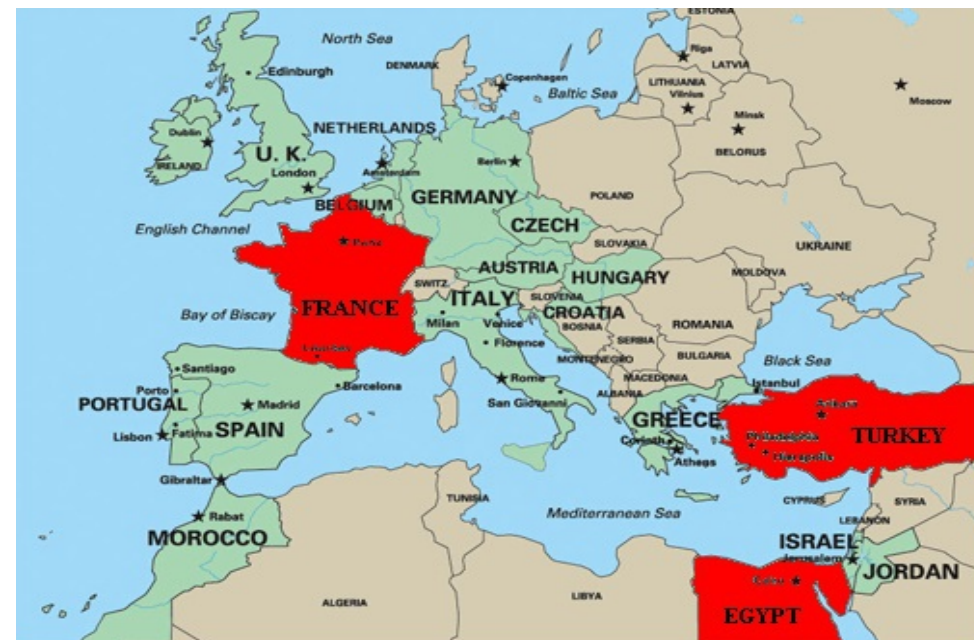 ESTONIA
North Sea
Riga
LATVIA
Edinburgh
DENMARK
Copenhagen
LITHUANIA
Vilnius
Baltic Sea
Moscow
Minsk
BELORUS
Dublin
IRELAND
U. K.
London
NETHERLANDS
Amsterdam
Berlin
BELGIUM
GERMANY
POLAND
English Channel
CZECH
Paris
SLOVAKIA
UKRAINE
AUSTRIA
HUNGARY
MOLDOVA
SWITZ.
FRANCE
ITALY
SLOVENIA
CROATIA
Bay of Biscay
Milan
Venice
BOSNIA
ROMANIA
Florence
SERBIA
Lourdes
MONTENEGRO
BULGARIA
Black Sea
Santiago
Rome
MACEDONIA
ALBANIA
Istanbul
Porto
Barcelona
PORTUGAL
Madrid
San Giovanni
GREECE
Ankara
Lisbon
Fatima
SPAIN
Corinth
Athens
Philadelphia
Hierapolis
TURKEY
Gibraltar
TUNISIA
CYPRUS
SYRIA
Rabat
MOROCCO
Mediterranean Sea
LEBANON
ISRAEL
Jerusalem
JORDAN
Cairo
ALGERIA
LIBYA
EGYPT